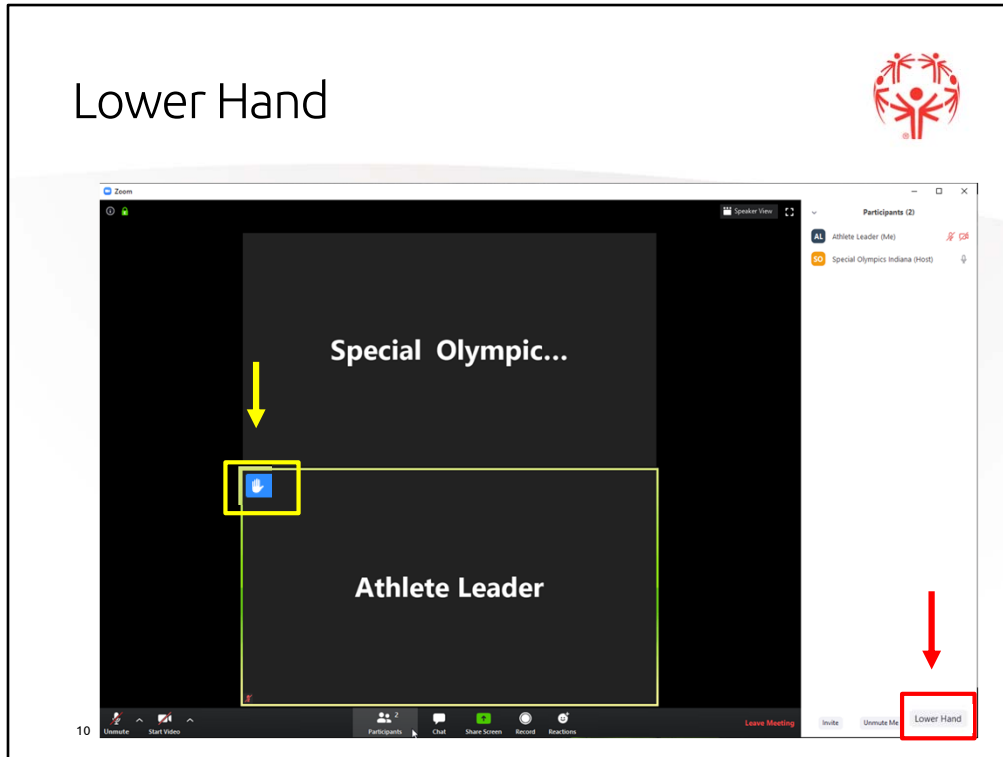 Lower Hand
Zoom
Speaker View
Participants (2)
AL Athlete Leader (Me)
SO Special Olympics Indiana (Host)
Special Olympic...
Athlete Leader
Unmute
Start Video
2
Participants
Chat
Share Screen
Record
Reactions
Leave Meeting
Invite
Unmute Me
Lower Hand
10